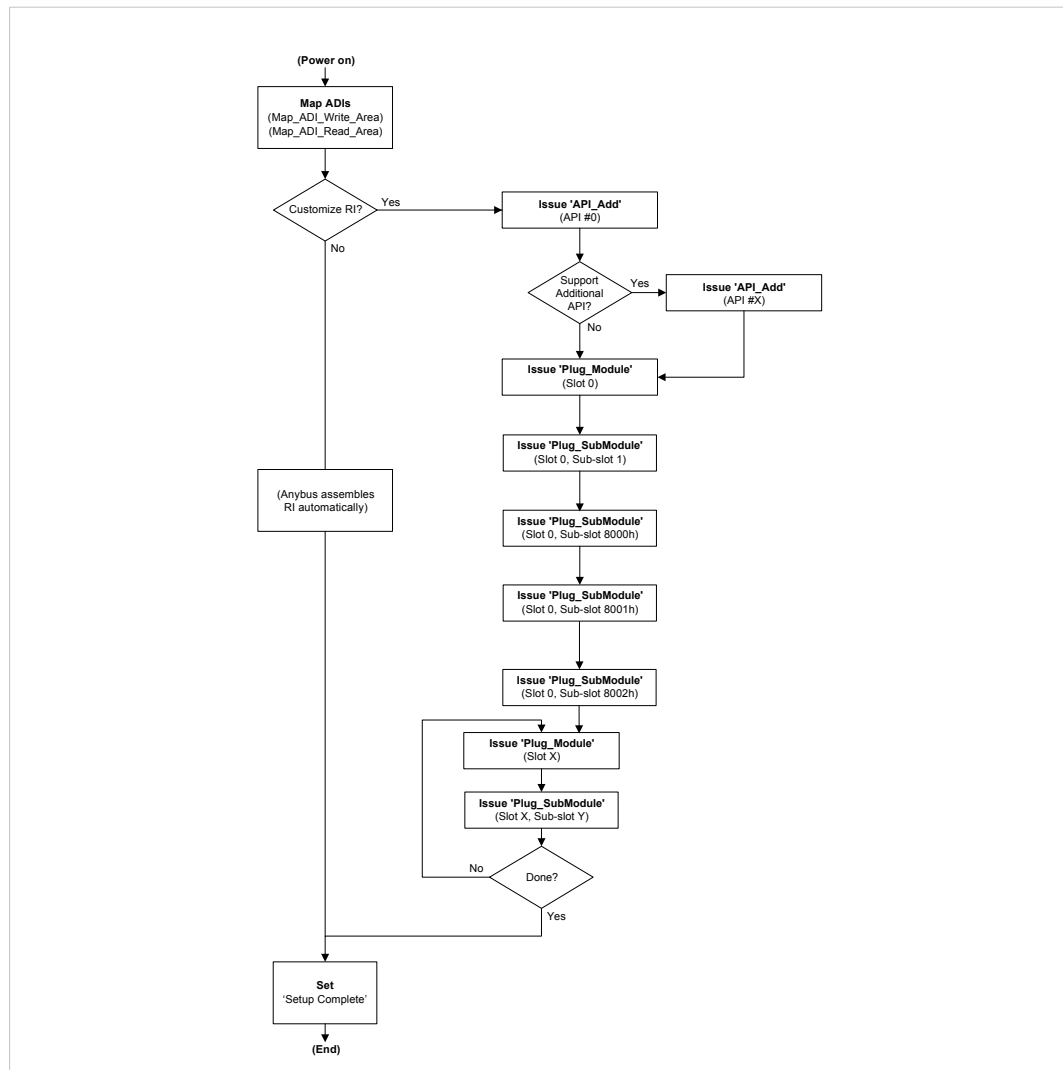 (Power on)
Map ADIs
(Map_ADI_Write_Area)
(Map_ADI_Read_Area)
Customize RI?
Yes
No
Issue 'API_Add'
(API #0)
Support
Additional
API?
Yes
No
Issue 'API_Add'
(API #X)
Issue 'Plug_Module'
(Slot 0)
Issue 'Plug_SubModule'
(Slot 0, Sub-slot 1)
(Anybus assembles
RI automatically)
Issue 'Plug_SubModule'
(Slot 0, Sub-slot 8000h)
Issue 'Plug_SubModule'
(Slot 0, Sub-slot 8001h)
Issue 'Plug_SubModule'
(Slot 0, Sub-slot 8002h)
Issue 'Plug_Module'
(Slot X)
Issue 'Plug_SubModule'
(Slot X, Sub-slot Y)
No
Done?
Yes
Set
‘Setup Complete’
(End)